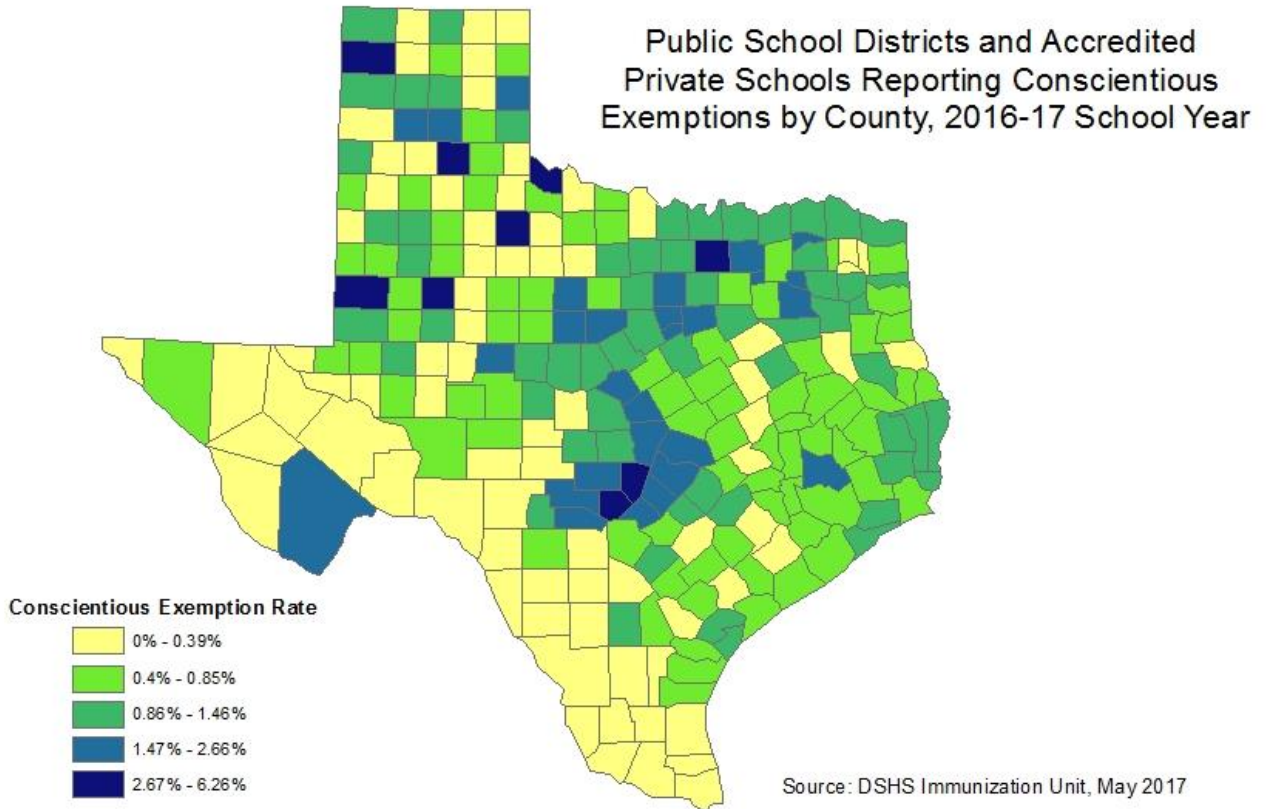 Public School Districts and Accredited
Private Schools Reporting Conscientious
Exemptions by County, 2016-17 School Year
Conscientious Exemption Rate
0% - 0.39%
0.4% - 0.85%
0.86% - 1.46%
1.47% - 2.66%
2.67% - 6.26%
Source: DSHS Immunization Unit, May 2017